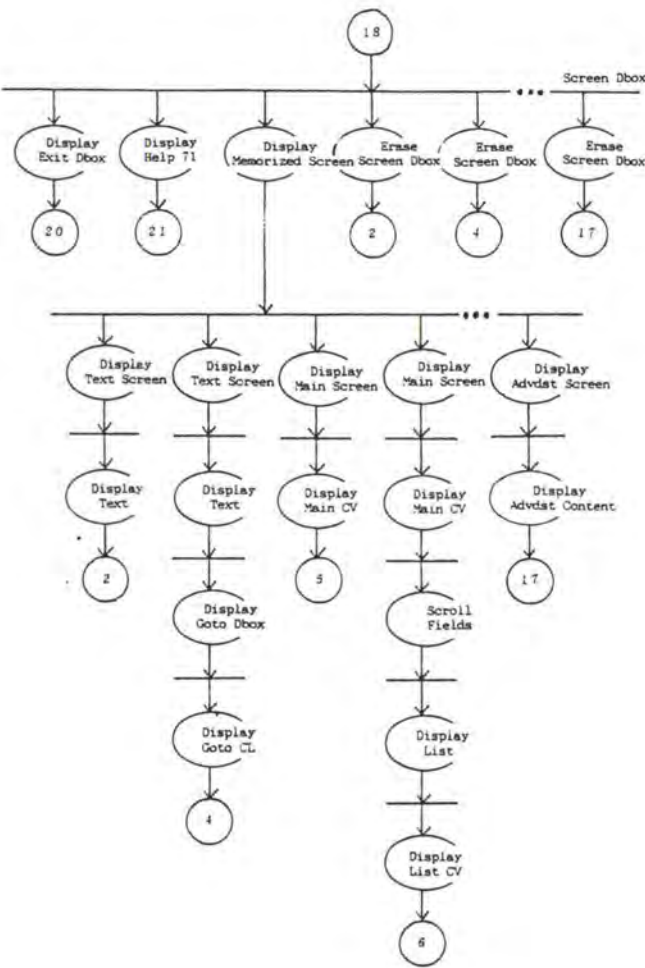 18
Screen Dbox
Display
Exit Dbox
Display
Help 71
Display
Memorized Screen
Erase
Screen Dbox
Erase
Screen Dbox
Erase
Screen Dbox
20
21
2
4
17
Display
Text Screen
Display
Text Screen
Display
Main Screen
Display
Main Screen
Display
Advdst Screen
Display
Text
Display
Text
Display
Main CV
Display
Main CV
Display
Advdst Content
2
5
17
Display
Goto Dbox
Scroll
Fields
Display
Goto CL
Display
List
4
Display
List CV
6